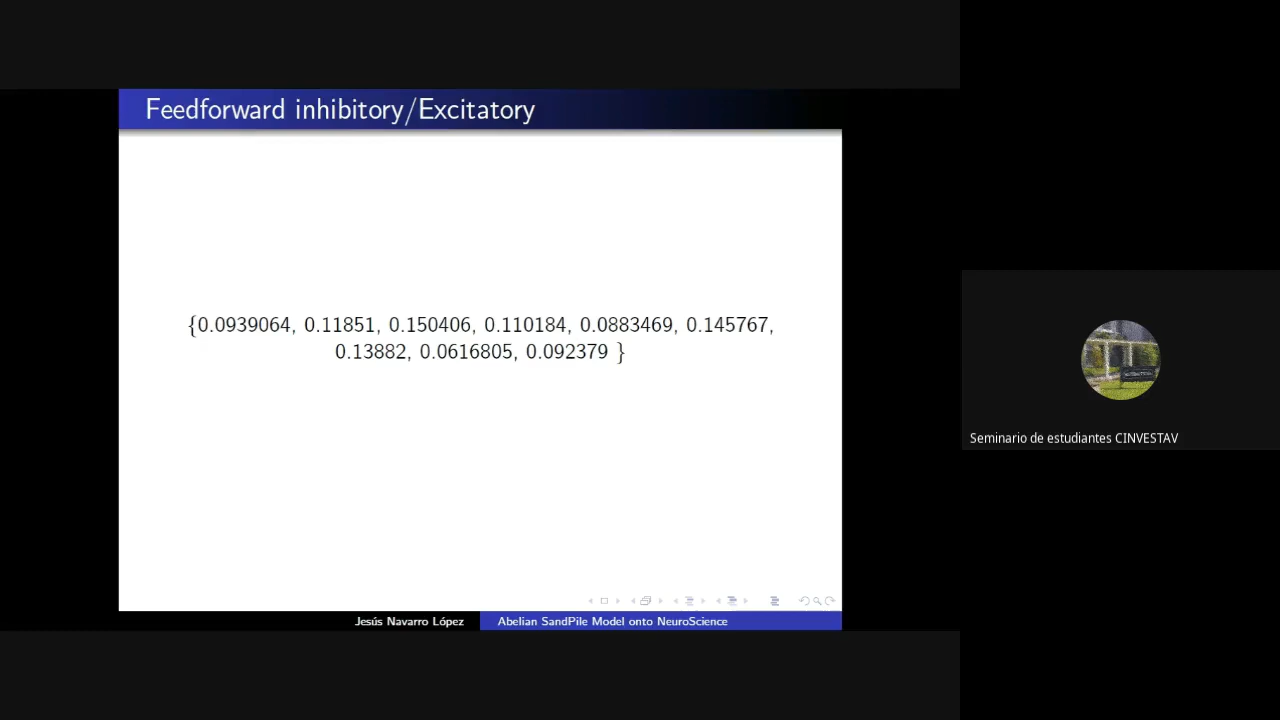 Feedforward inhibitory/Excitatory
{0.0939064, 0.11851, 0.150406, 0.110184, 0.0883469, 0.145767,
0.13882, 0.0616805, 0.092379 }
Jesús Navarro López
Abelian SandPile Model onto NeuroScience
Seminario de estudiantes CINVESTAV